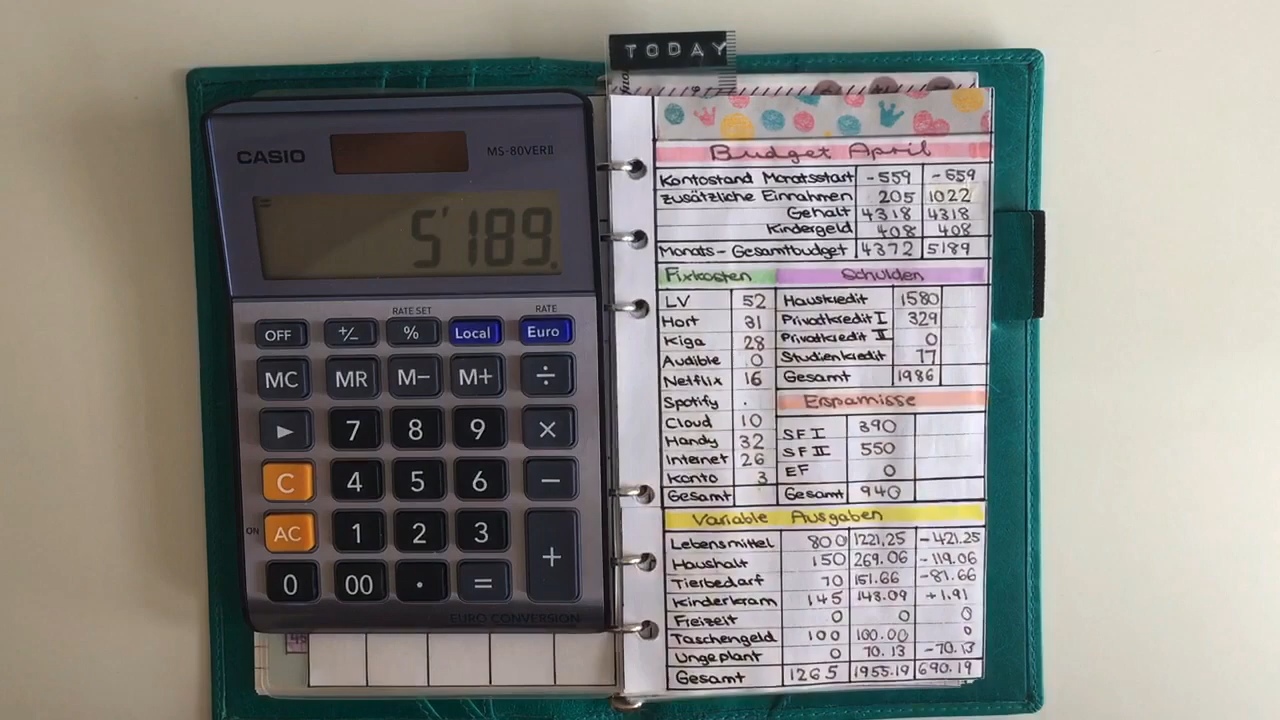 TODAY
CASIO MS-80VERII
5'189.
RATE SET RATE
OFF +/- % Local Euro
MC MR M- M+ ÷
► 7 8 9 ×
C 4 5 6 −
ON AC 1 2 3 +
0 00 · =
EURO CONVERSION
Budget April
Kontostand Monatsstart -559 -559
zusätzliche Einnahmen 205 1022
Gehalt 4318 4318
Kindergeld 408 408
Monats-Gesamtbudget 4372 5189
Fixkosten
LV 52
Hort 31
Kiga 28
Audible 0
Netflix 16
Spotify .
Cloud 10
Handy 32
Internet 26
Konto 3
Gesamt
Schulden
Hauskredit 1580
Privatkredit I 329
Privatkredit II 0
Studienkredit 77
Gesamt 1986
Ersparnisse
SF I 390
SF II 550
EF 0
Gesamt 940
Variable Ausgaben
Lebensmittel 800 1221,25 -421.25
Haushalt 150 269.06 -119.06
Tierbedarf 70 151.66 -81.66
Kinderkram 145 143.09 +1.91
Freizeit 0 0 0
Taschengeld 100 100.00 0
Ungeplant 0 70.13 -70.13
Gesamt 1265 1955.19 690.19